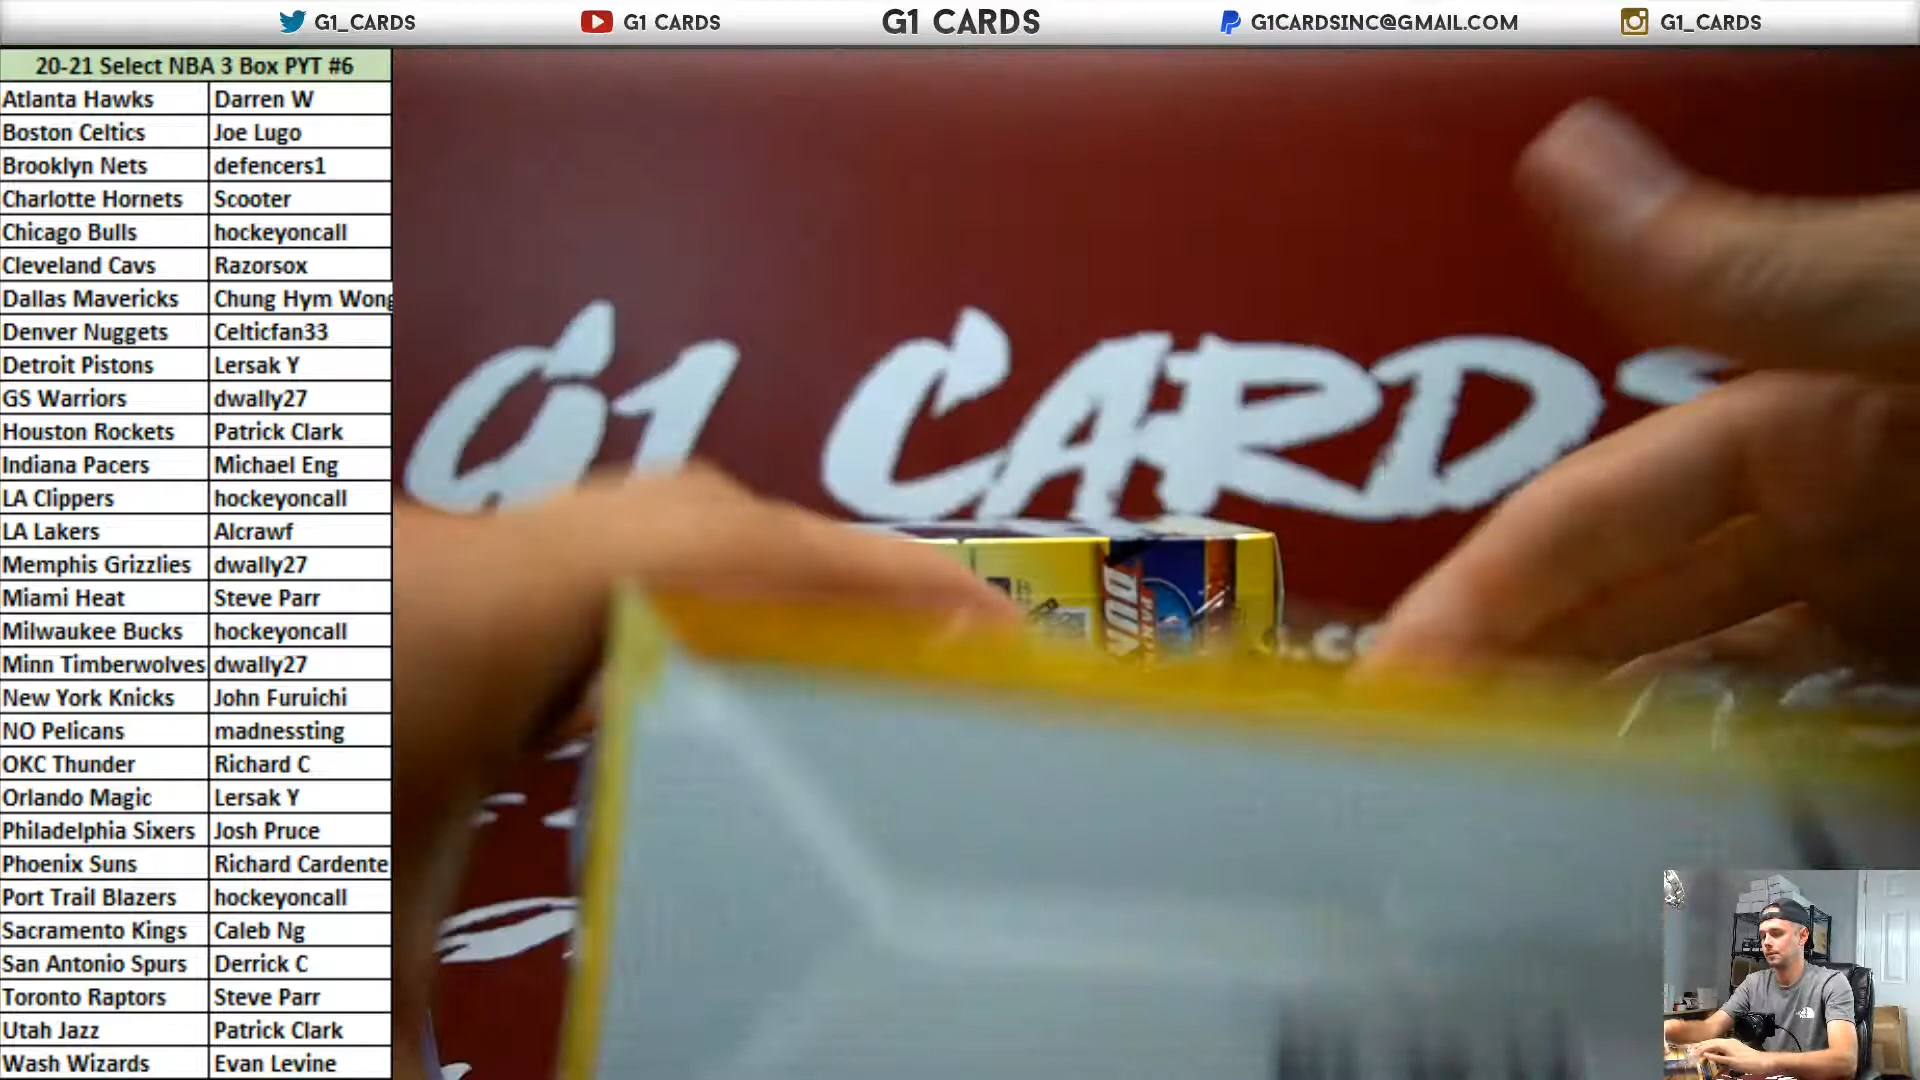 G1_CARDS G1 CARDS G1 CARDS G1CARDSINC@GMAIL.COM G1_CARDS
20-21 Select NBA 3 Box PYT #6
Atlanta Hawks Darren W
Boston Celtics Joe Lugo
Brooklyn Nets defencers1
Charlotte Hornets Scooter
Chicago Bulls hockeyoncall
Cleveland Cavs Razorsox
Dallas Mavericks Chung Hym Wong
Denver Nuggets Celticfan33
Detroit Pistons Lersak Y
GS Warriors dwally27
Houston Rockets Patrick Clark
Indiana Pacers Michael Eng
LA Clippers hockeyoncall
LA Lakers Alcrawf
Memphis Grizzlies dwally27
Miami Heat Steve Parr
Milwaukee Bucks hockeyoncall
Minn Timberwolves dwally27
New York Knicks John Furuichi
NO Pelicans madnessting
OKC Thunder Richard C
Orlando Magic Lersak Y
Philadelphia Sixers Josh Pruce
Phoenix Suns Richard Cardente
Port Trail Blazers hockeyoncall
Sacramento Kings Caleb Ng
San Antonio Spurs Derrick C
Toronto Raptors Steve Parr
Utah Jazz Patrick Clark
Wash Wizards Evan Levine
G1 CARDS